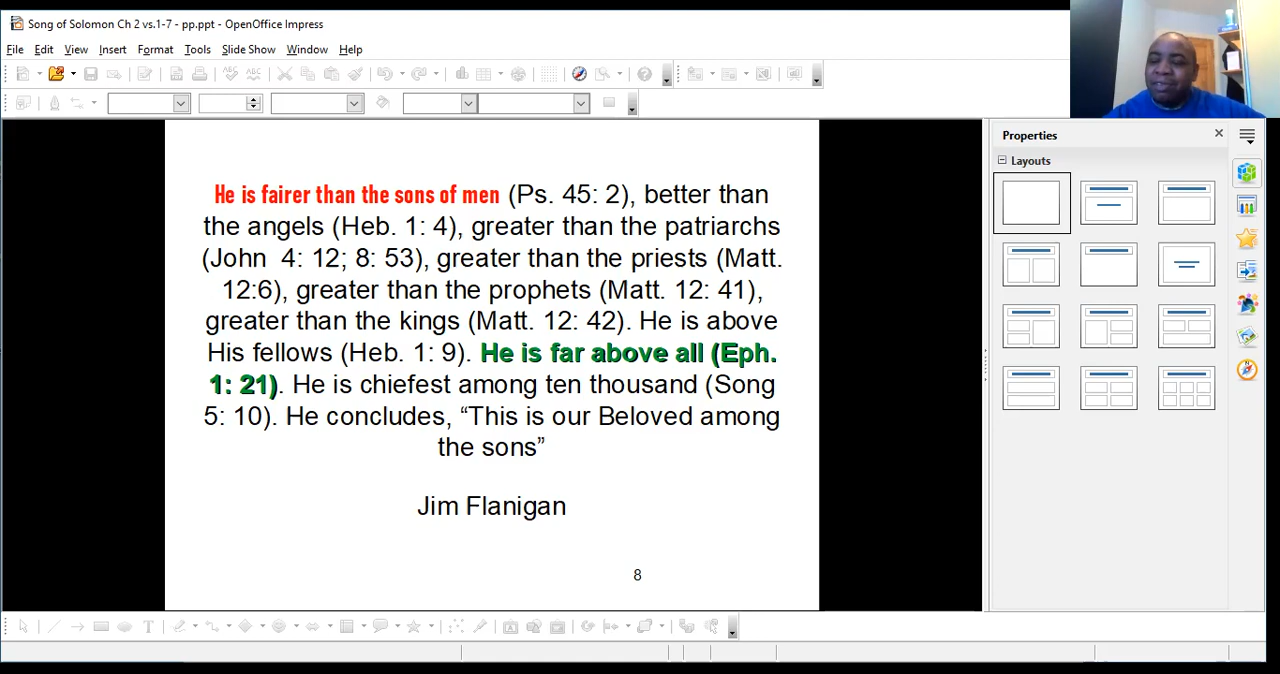 Song of Solomon Ch 2 vs.1-7 - pp.ppt - OpenOffice Impress
File Edit View Insert Format Tools Slide Show Window Help
Properties
Layouts
He is fairer than the sons of men (Ps. 45: 2), better than
the angels (Heb. 1: 4), greater than the patriarchs
(John 4: 12; 8: 53), greater than the priests (Matt.
12:6), greater than the prophets (Matt. 12: 41),
greater than the kings (Matt. 12: 42). He is above
His fellows (Heb. 1: 9). He is far above all (Eph.
1: 21). He is chiefest among ten thousand (Song
5: 10). He concludes, “This is our Beloved among
the sons”
Jim Flanigan
8